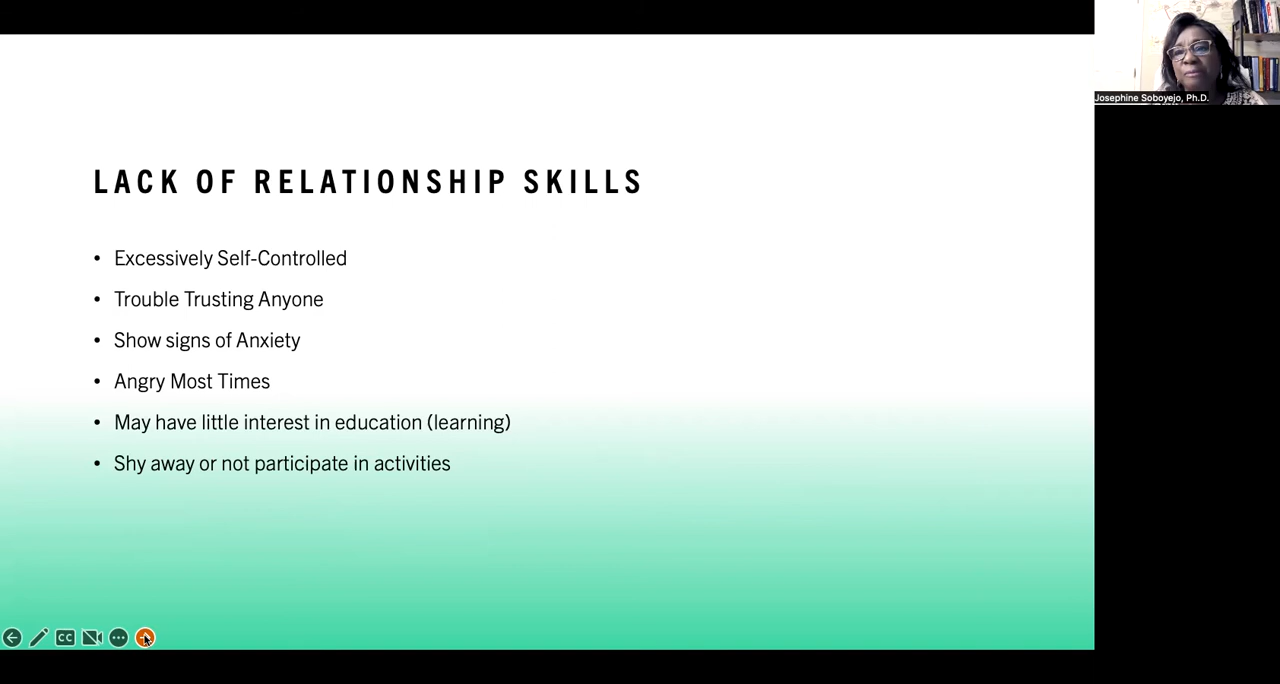 Josephine Soboyejo, Ph.D.
LACK OF RELATIONSHIP SKILLS
• Excessively Self-Controlled
• Trouble Trusting Anyone
• Show signs of Anxiety
• Angry Most Times
• May have little interest in education (learning)
• Shy away or not participate in activities
CC